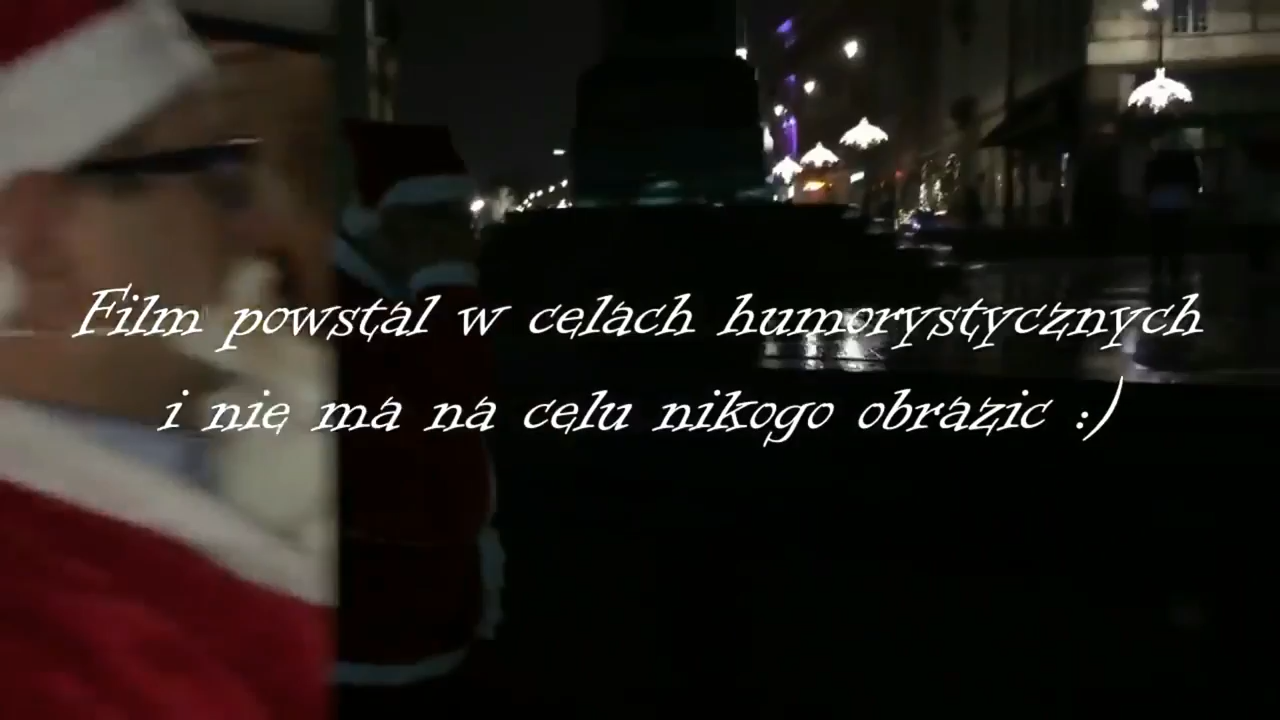 Film powstal w celach humorystycznych
i nie ma na celu nikogo obrazic :)